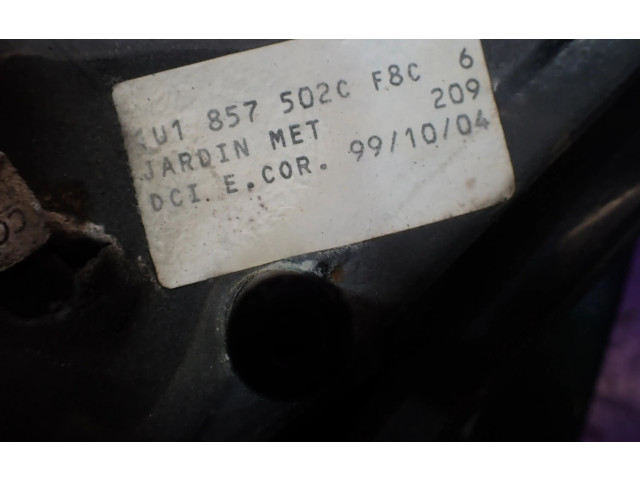 1U1 857 502C F8C 6
JARDIN MET 209
DCI. E.COR. 99/10/04